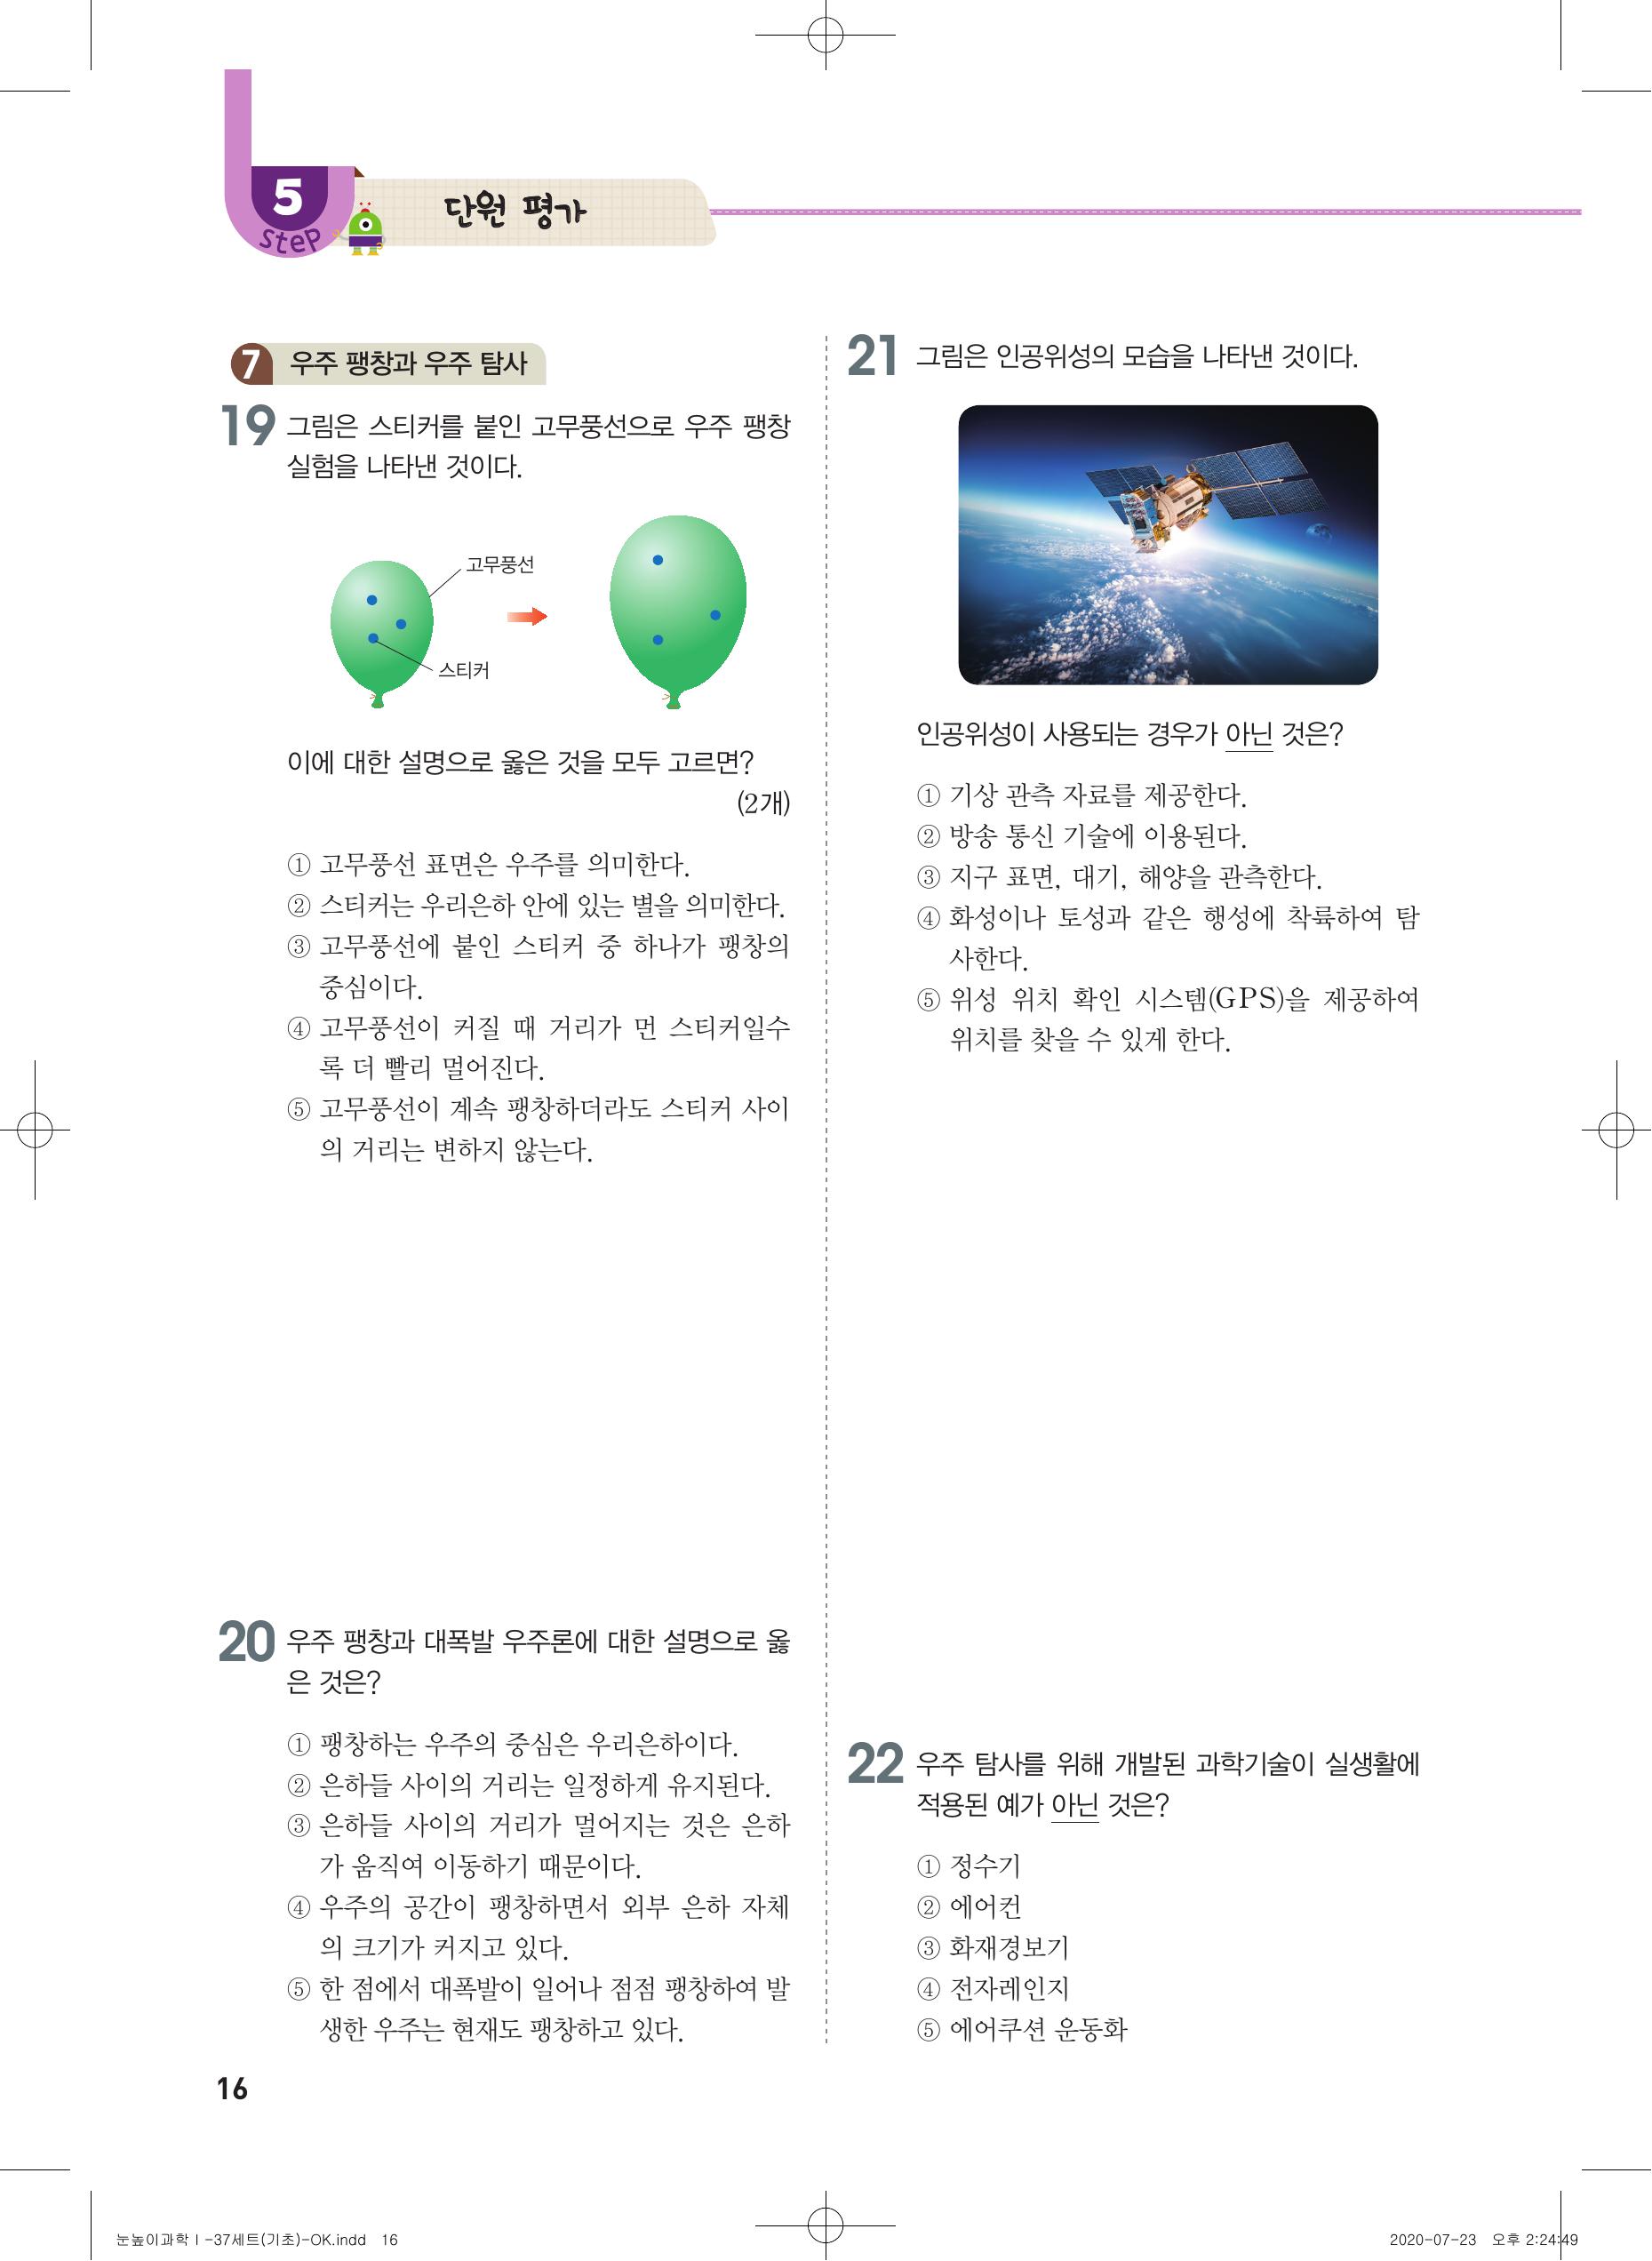 5
step
단원 평가
7 우주 팽창과 우주 탐사
19 그림은 스티커를 붙인 고무풍선으로 우주 팽창
실험을 나타낸 것이다.
고무풍선
스티커
이에 대한 설명으로 옳은 것을 모두 고르면?
(2개)
① 고무풍선 표면은 우주를 의미한다.
② 스티커는 우리은하 안에 있는 별을 의미한다.
③ 고무풍선에 붙인 스티커 중 하나가 팽창의
중심이다.
④ 고무풍선이 커질 때 거리가 먼 스티커일수
록 더 빨리 멀어진다.
⑤ 고무풍선이 계속 팽창하더라도 스티커 사이
의 거리는 변하지 않는다.
20 우주 팽창과 대폭발 우주론에 대한 설명으로 옳
은 것은?
① 팽창하는 우주의 중심은 우리은하이다.
② 은하들 사이의 거리는 일정하게 유지된다.
③ 은하들 사이의 거리가 멀어지는 것은 은하
가 움직여 이동하기 때문이다.
④ 우주의 공간이 팽창하면서 외부 은하 자체
의 크기가 커지고 있다.
⑤ 한 점에서 대폭발이 일어나 점점 팽창하여 발
생한 우주는 현재도 팽창하고 있다.
21 그림은 인공위성의 모습을 나타낸 것이다.
인공위성이 사용되는 경우가 아닌 것은?
① 기상 관측 자료를 제공한다.
② 방송 통신 기술에 이용된다.
③ 지구 표면, 대기, 해양을 관측한다.
④ 화성이나 토성과 같은 행성에 착륙하여 탐
사한다.
⑤ 위성 위치 확인 시스템(GPS)을 제공하여
위치를 찾을 수 있게 한다.
22 우주 탐사를 위해 개발된 과학기술이 실생활에
적용된 예가 아닌 것은?
① 정수기
② 에어컨
③ 화재경보기
④ 전자레인지
⑤ 에어쿠션 운동화
16
눈높이과학Ⅰ-37세트(기초)-OK.indd 16
2020-07-23 오후 2:24:49